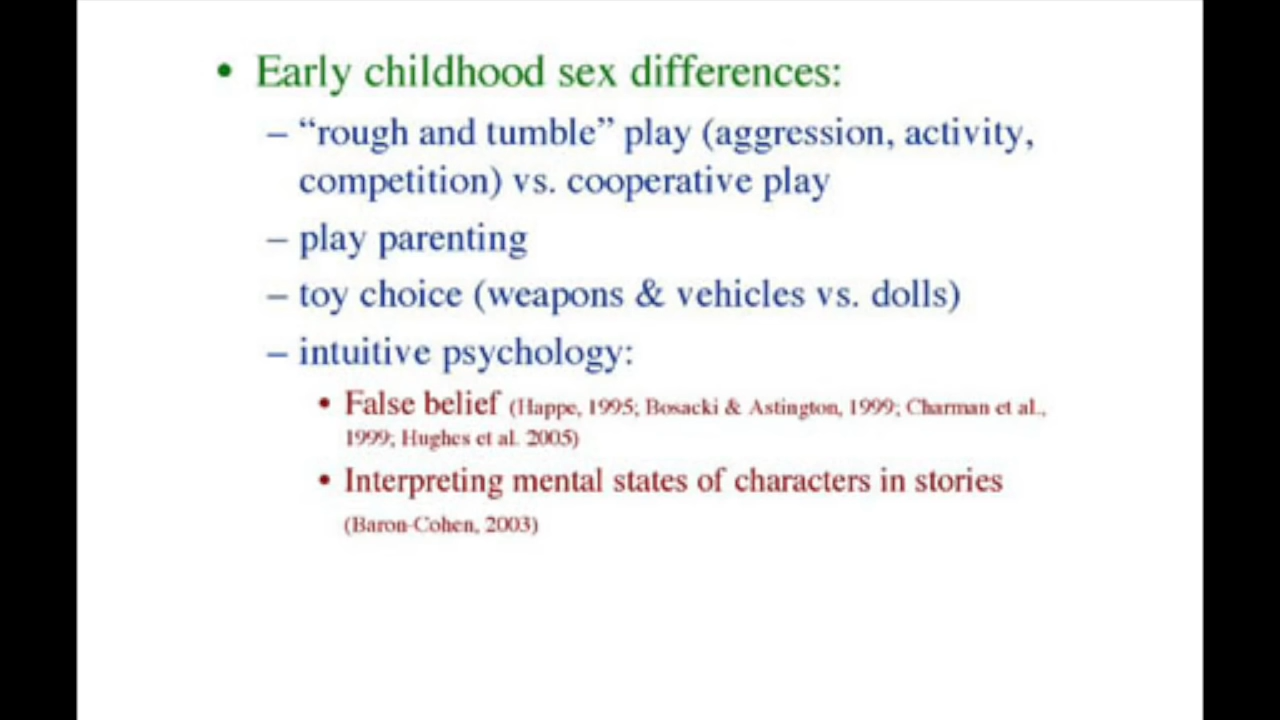 • Early childhood sex differences:
– “rough and tumble” play (aggression, activity,
competition) vs. cooperative play
– play parenting
– toy choice (weapons & vehicles vs. dolls)
– intuitive psychology:
• False belief (Happe, 1995; Bosacki & Astington, 1999; Charman et al.,
1999; Hughes et al. 2005)
• Interpreting mental states of characters in stories
(Baron-Cohen, 2003)